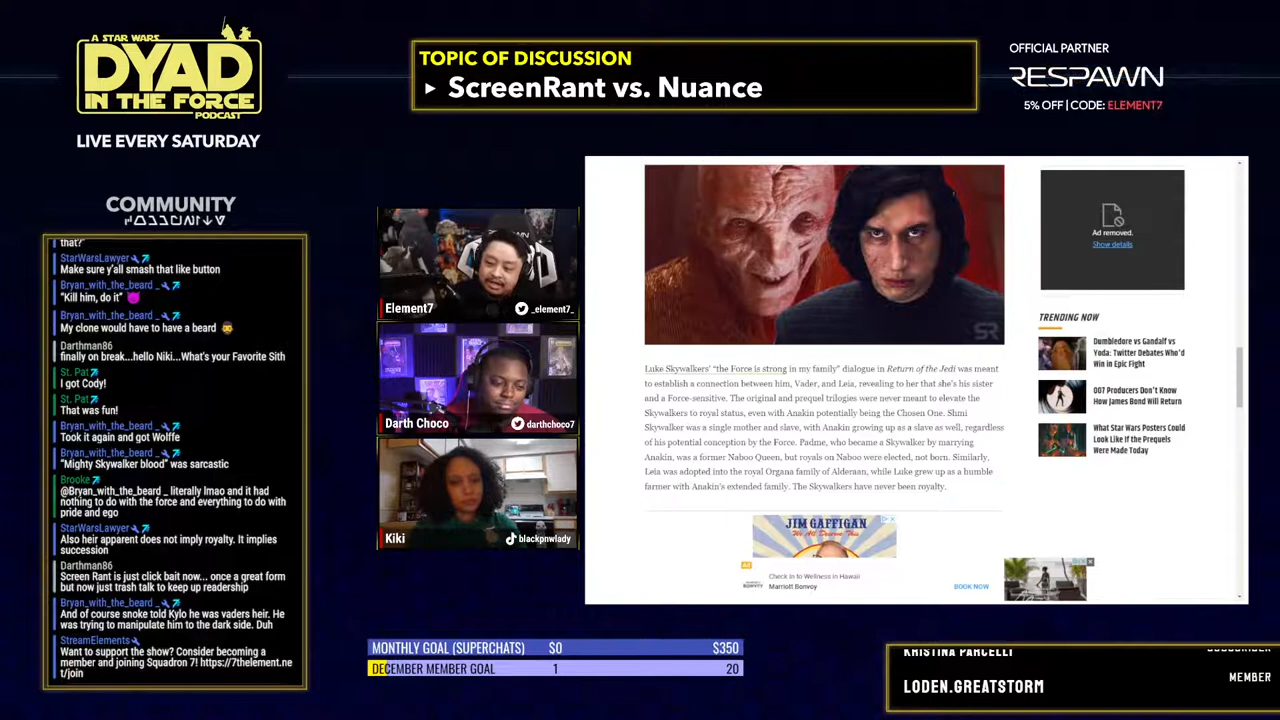 A STAR WARS
DYAD
IN THE FORCE
PODCAST
LIVE EVERY SATURDAY
TOPIC OF DISCUSSION
ScreenRant vs. Nuance
OFFICIAL PARTNER
RESPAWN
5% OFF | CODE: ELEMENT7
COMMUNITY
that?"
StarWarsLawyer
Make sure y'all smash that like button
Bryan_with_the_beard _
"Kill him, do it" 😈
Bryan_with_the_beard _
My clone would have to have a beard 🧔
Darthman86
finally on break...hello Niki...What's your Favorite Sith
St. Pat
I got Cody!
St. Pat
That was fun!
Bryan_with_the_beard _
Took it again and got Wolffe
Bryan_with_the_beard _
"Mighty Skywalker blood" was sarcastic
Brooke
@Bryan_with_the_beard _ literally lmao and it had
nothing to do with the force and everything to do with
pride and ego
StarWarsLawyer
Also heir apparent does not imply royalty. It implies
succession
Darthman86
Screen Rant is just click bait now... once a great form
but now just trash talk to keep up readership
Bryan_with_the_beard _
And of course snoke told Kylo he was vaders heir. He
was trying to manipulate him to the dark side. Duh
StreamElements
Want to support the show? Consider becoming a
member and joining Squadron 7! https://7thelement.ne
t/join
Element7
_element7_
Darth Choco
darthchoco7
Kiki
blackpnwlady
SR
Luke Skywalkers' "the Force is strong in my family" dialogue in Return of the Jedi was meant
to establish a connection between him, Vader, and Leia, revealing to her that she's his sister
and a Force-sensitive. The original and prequel trilogies were never meant to elevate the
Skywalkers to royal status, even with Anakin potentially being the Chosen One. Shmi
Skywalker was a single mother and slave, with Anakin growing up as a slave as well, regardless
of his potential conception by the Force. Padme, who became a Skywalker by marrying
Anakin, was a former Naboo Queen, but royals on Naboo were elected, not born. Similarly,
Leia was adopted into the royal Organa family of Alderaan, while Luke grew up as a humble
farmer with Anakin's extended family. The Skywalkers have never been royalty.
Ad removed.
Show details
TRENDING NOW
Dumbledore vs Gandalf vs
Yoda: Twitter Debates Who'd
Win in Epic Fight
007 Producers Don't Know
How James Bond Will Return
What Star Wars Posters Could
Look Like If the Prequels
Were Made Today
JIM GAFFIGAN
We All Deserve This
AD
Check In to Wellness in Hawaii
Marriott Bonvoy
BOOK NOW
MONTHLY GOAL (SUPERCHATS) $0 $350
DECEMBER MEMBER GOAL 1 20
KRISTINA PARCELLI SUBSCRIBER
LODEN.GREATSTORM MEMBER